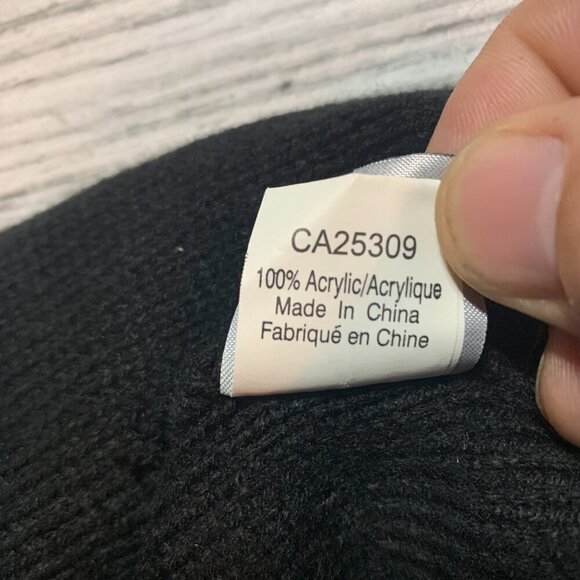 CA25309
100% Acrylic/Acrylique
Made In China
Fabriqué en Chine